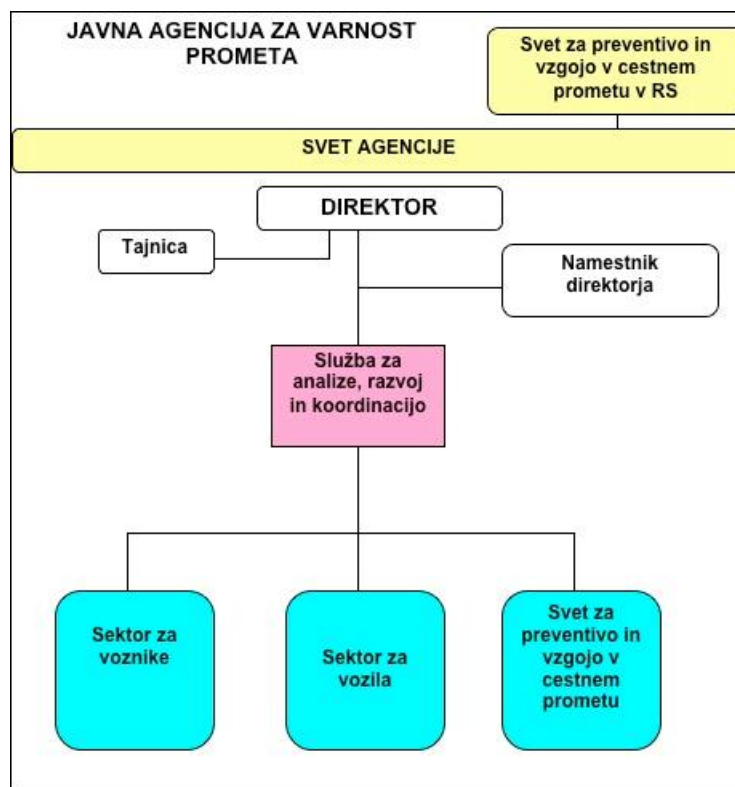 JAVNA AGENCIJA ZA VARNOST
PROMETA
Svet za preventivo in
vzgojo v cestnem
prometu v RS
SVET AGENCIJE
DIREKTOR
Tajnica
Namestnik
direktorja
Služba za
analize, razvoj
in koordinacijo
Sektor za
voznike
Sektor za
vozila
Svet za
preventivo in
vzgojo v
cestnem
prometu